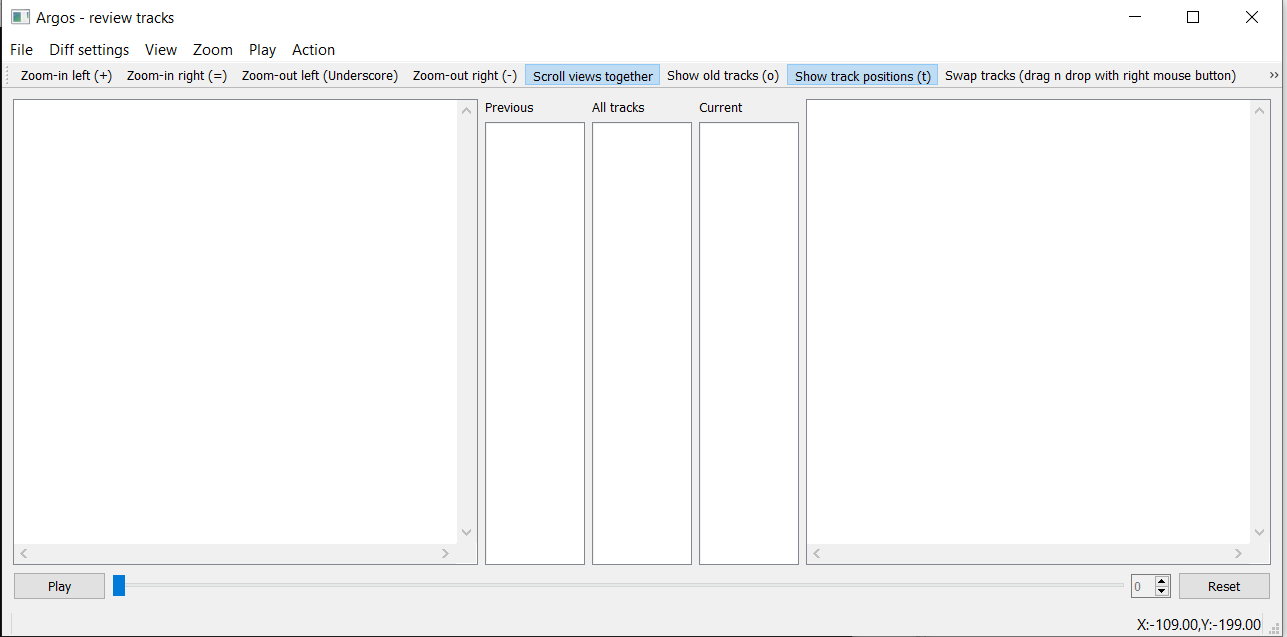 Argos - review tracks
File Diff settings View Zoom Play Action
Zoom-in left (+) Zoom-in right (=) Zoom-out left (Underscore) Zoom-out right (-) Scroll views together Show old tracks (o) Show track positions (t) Swap tracks (drag n drop with right mouse button) »
Previous All tracks Current
Play 0 Reset
X:-109.00,Y:-199.00